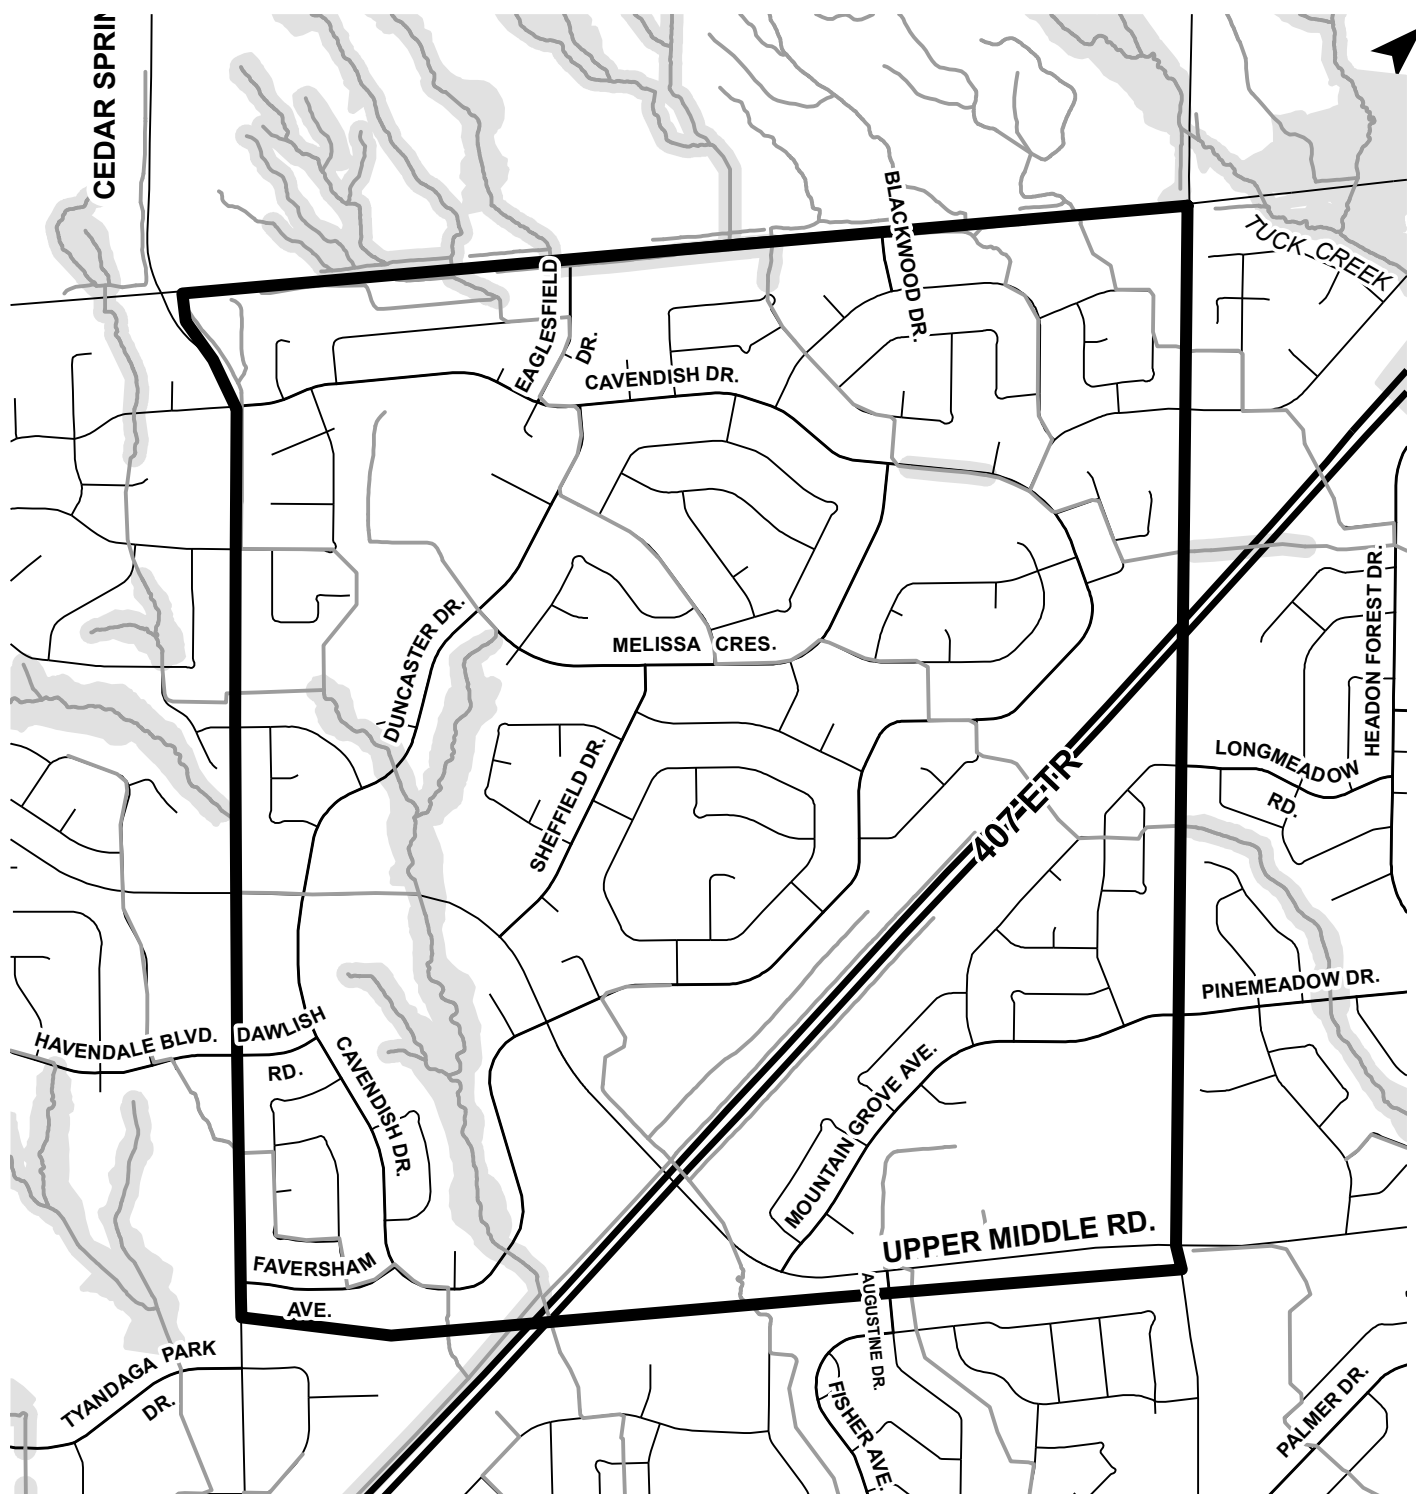 CEDAR SPRIN
BLACKWOOD DR.
TUCK CREEK
EAGLESFIELD
DR.
CAVENDISH DR.
DUNCASTER DR.
MELISSA CRES.
HEADON FOREST DR.
SHEFFIELD DR.
407-ETR
LONGMEADOW
RD.
PINEMEADOW DR.
HAVENDALE BLVD.
DAWLISH
RD.
CAVENDISH DR.
MOUNTAIN GROVE AVE.
UPPER MIDDLE RD.
FAVERSHAM
AVE.
AUGUSTINE DR.
TYANDAGA PARK
DR.
FISHER AVE.
PALMER DR.